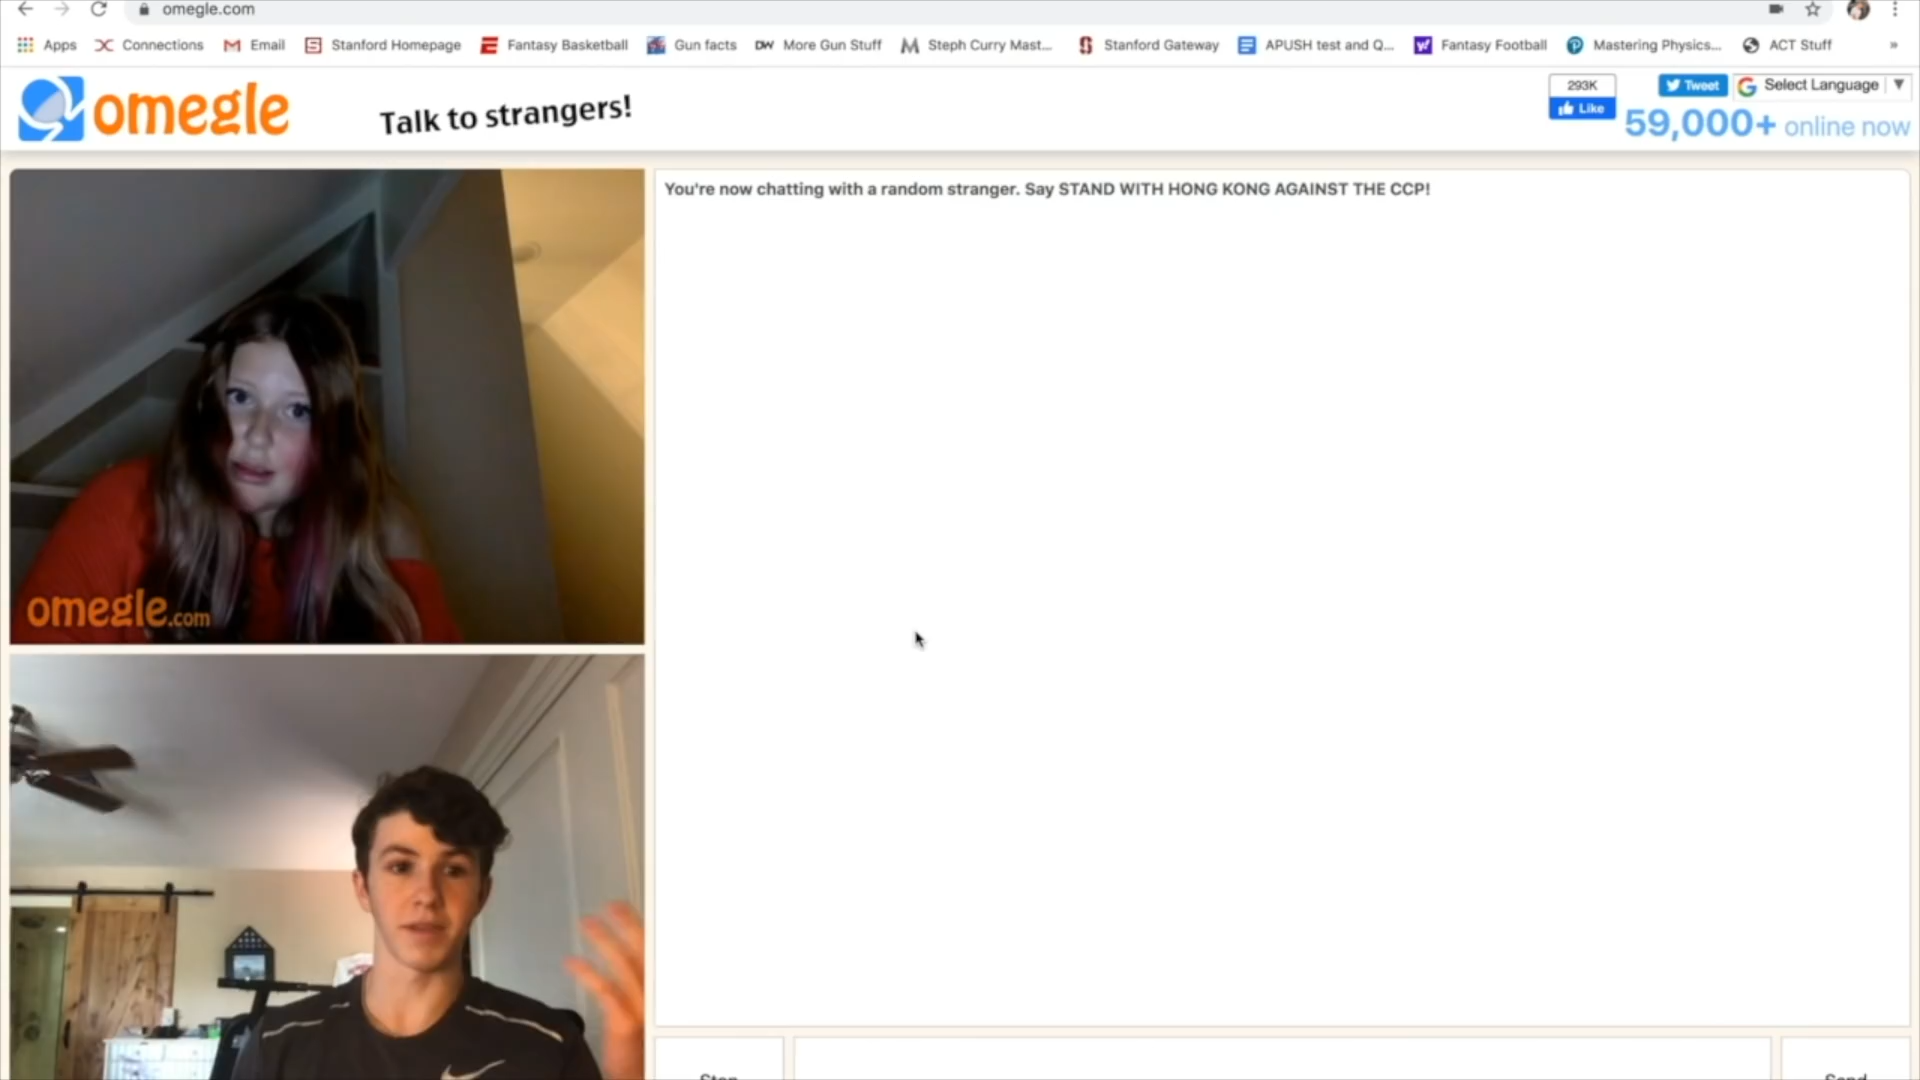 omegle.com
Apps Connections Email Stanford Homepage Fantasy Basketball Gun facts DW More Gun Stuff Steph Curry Mast... Stanford Gateway APUSH test and Q... Fantasy Football Mastering Physics... ACT Stuff »
omegle Talk to strangers! 293K Like Tweet Select Language
59,000+ online now
You're now chatting with a random stranger. Say STAND WITH HONG KONG AGAINST THE CCP!
omegle.com
Stop Send